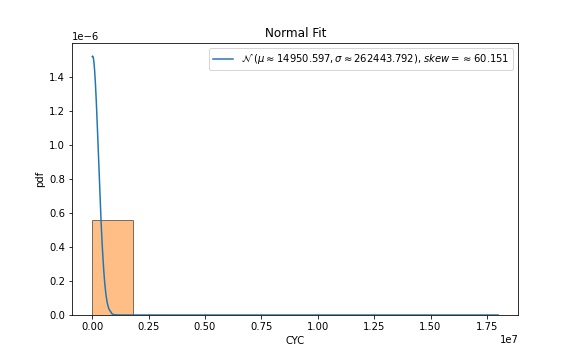 Normal Fit
1e−6
𝒩 (μ ≈ 14950.597, σ ≈ 262443.792), skew = ≈ 60.151
1.4
1.2
1.0
0.8
0.6
0.4
0.2
0.0
pdf
0.00 0.25 0.50 0.75 1.00 1.25 1.50 1.75
CYC
1e7